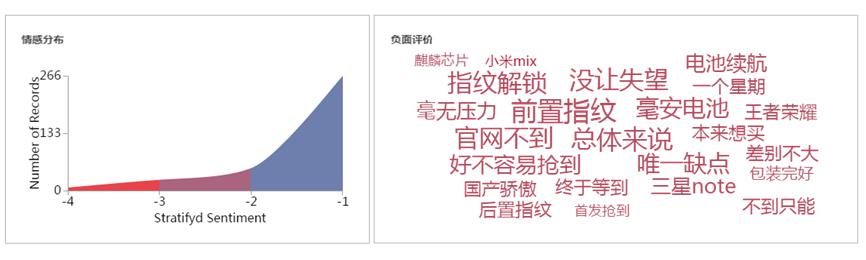 情感分布
Number of Records
266
133
0
-4 -3 -2 -1
Stratifyd Sentiment
负面评价
麒麟芯片 小米mix 电池续航
指纹解锁 没让失望 一个星期
毫无压力 前置指纹 毫安电池 王者荣耀
官网不到 总体来说 本来想买
好不容易抢到 唯一缺点 差别不大
包装完好
国产骄傲 终于等到 三星note
后置指纹 首发抢到 不到只能